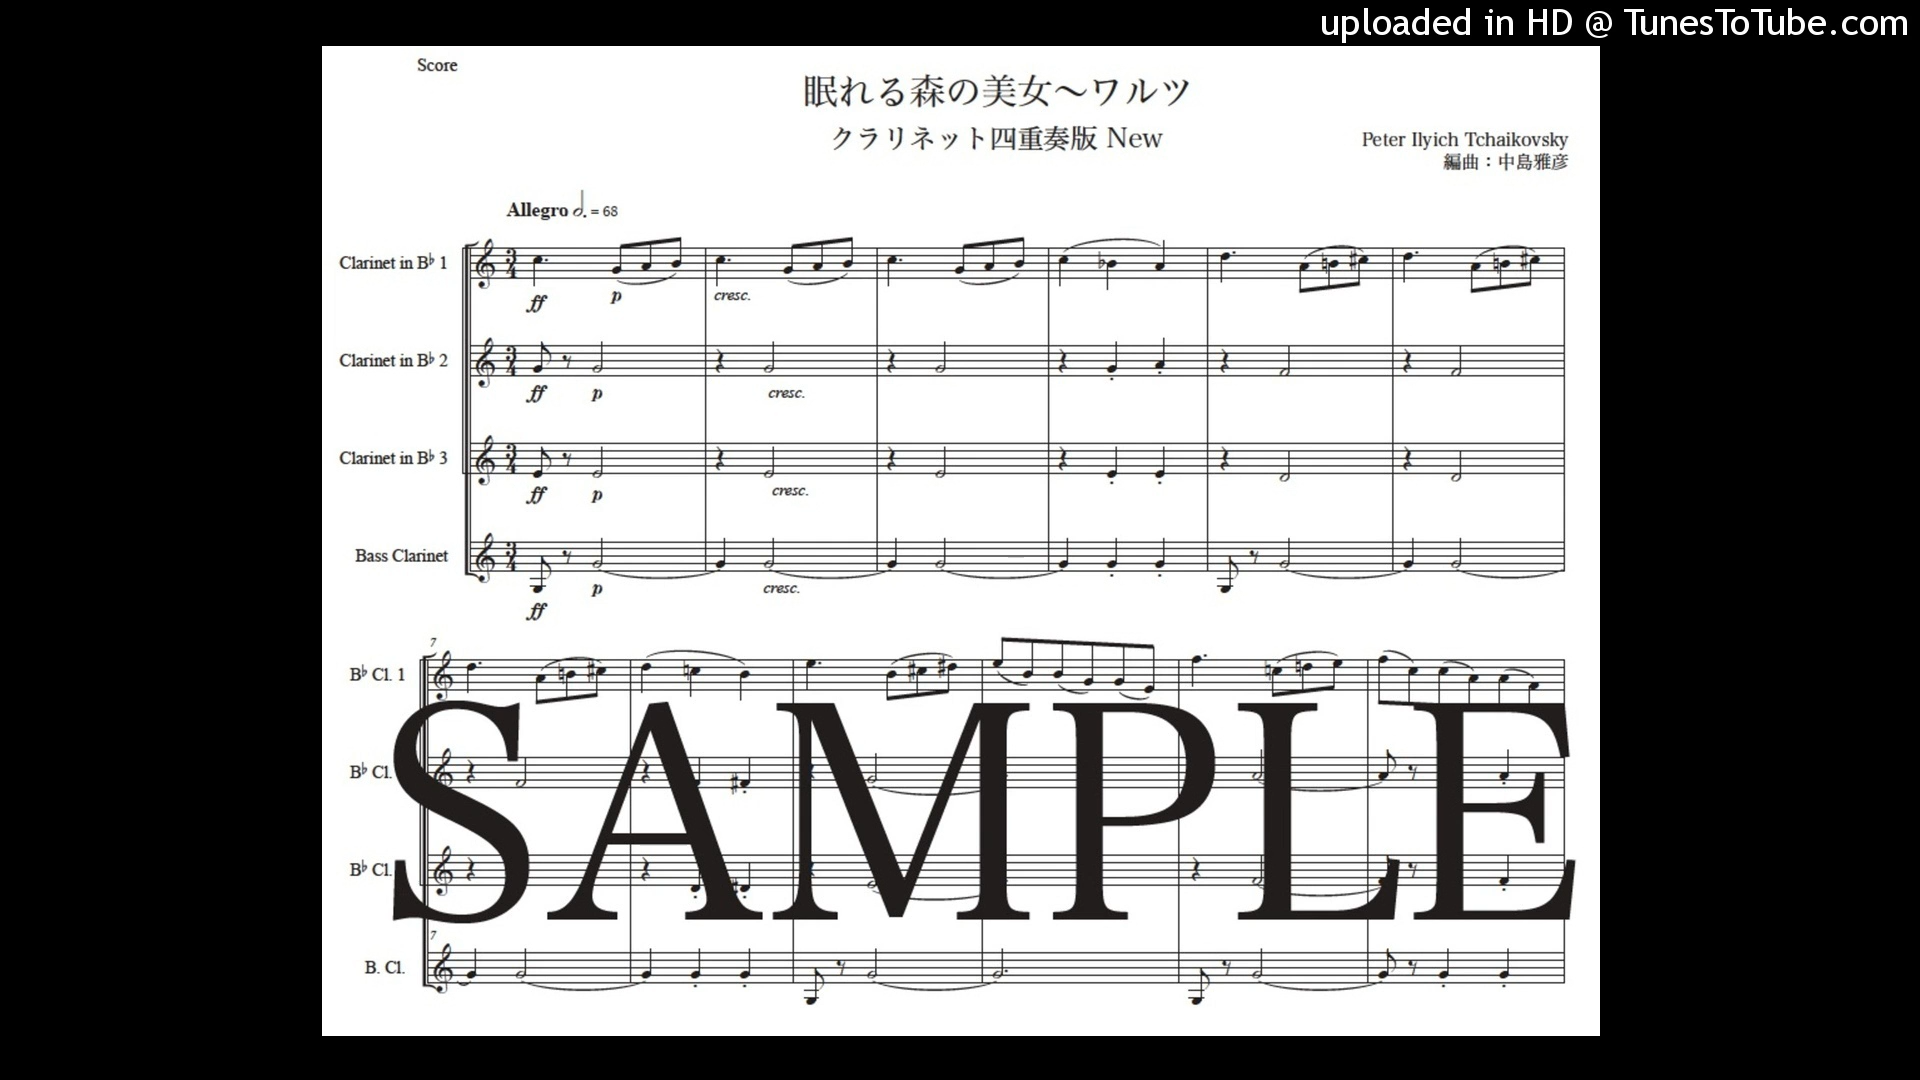 uploaded in HD @ TunesToTube.com
Score
眠れる森の美女～ワルツ
クラリネット四重奏版 New
Peter Ilyich Tchaikovsky
編曲：中島雅彦
Allegro 𝅗𝅥. = 68
Clarinet in B♭ 1
ff p cresc.
Clarinet in B♭ 2
ff p cresc.
Clarinet in B♭ 3
ff p cresc.
Bass Clarinet
ff p cresc.
7
B♭ Cl. 1
B♭ Cl.
B♭ Cl.
7
B. Cl.
SAMPLE